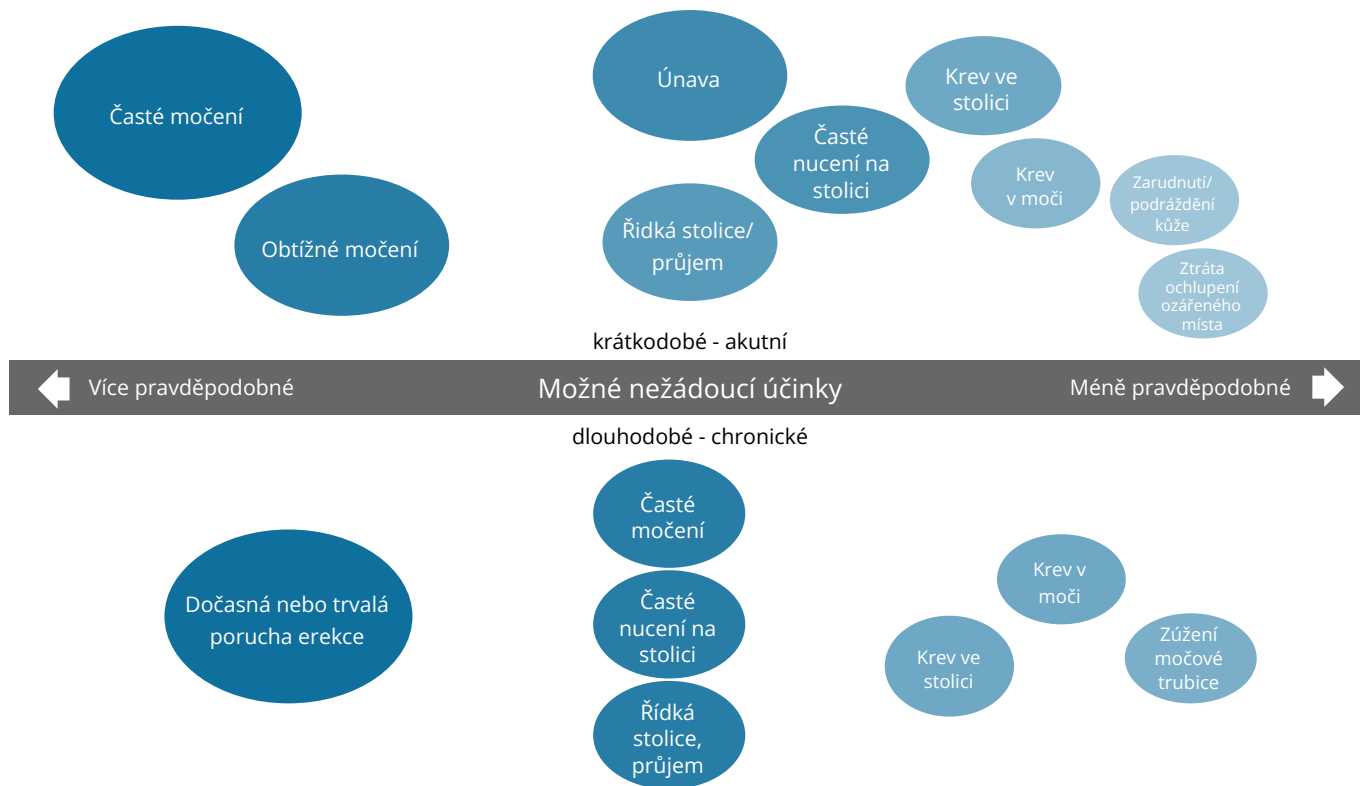 Časté močení
Obtížné močení
Únava
Časté
nucení na
stolici
Řidká stolice/
průjem
Krev ve
stolici
Krev
v moči
Zarudnutí/
podráždění
kůže
Ztráta
ochlupení
ozářeného
místa
krátkodobé - akutní
Více pravděpodobné
Možné nežádoucí účinky
Méně pravděpodobné
dlouhodobé - chronické
Dočasná nebo trvalá
porucha erekce
Časté
močení
Časté
nucení na
stolici
Řídká
stolice,
průjem
Krev ve
stolici
Krev v
moči
Zúžení
močové
trubice